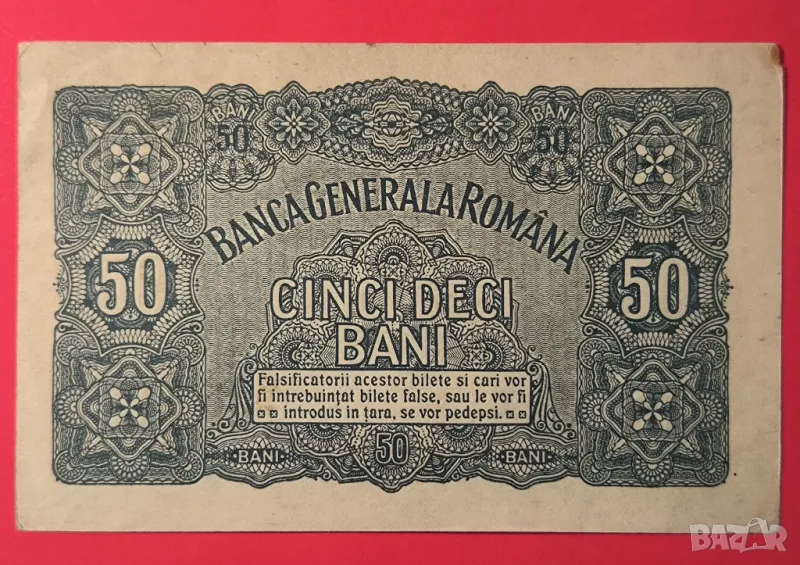 BANI BANI
50 50
BANCA GENERALA ROMÂNA
50 CINCI DECI 50
BANI
Falsificatorii acestor bilete si cari vor
fi intrebuințat bilete false, sau le vor fi
introdus in țara, se vor pedepsi.
BANI 50 BANI
BAZAR